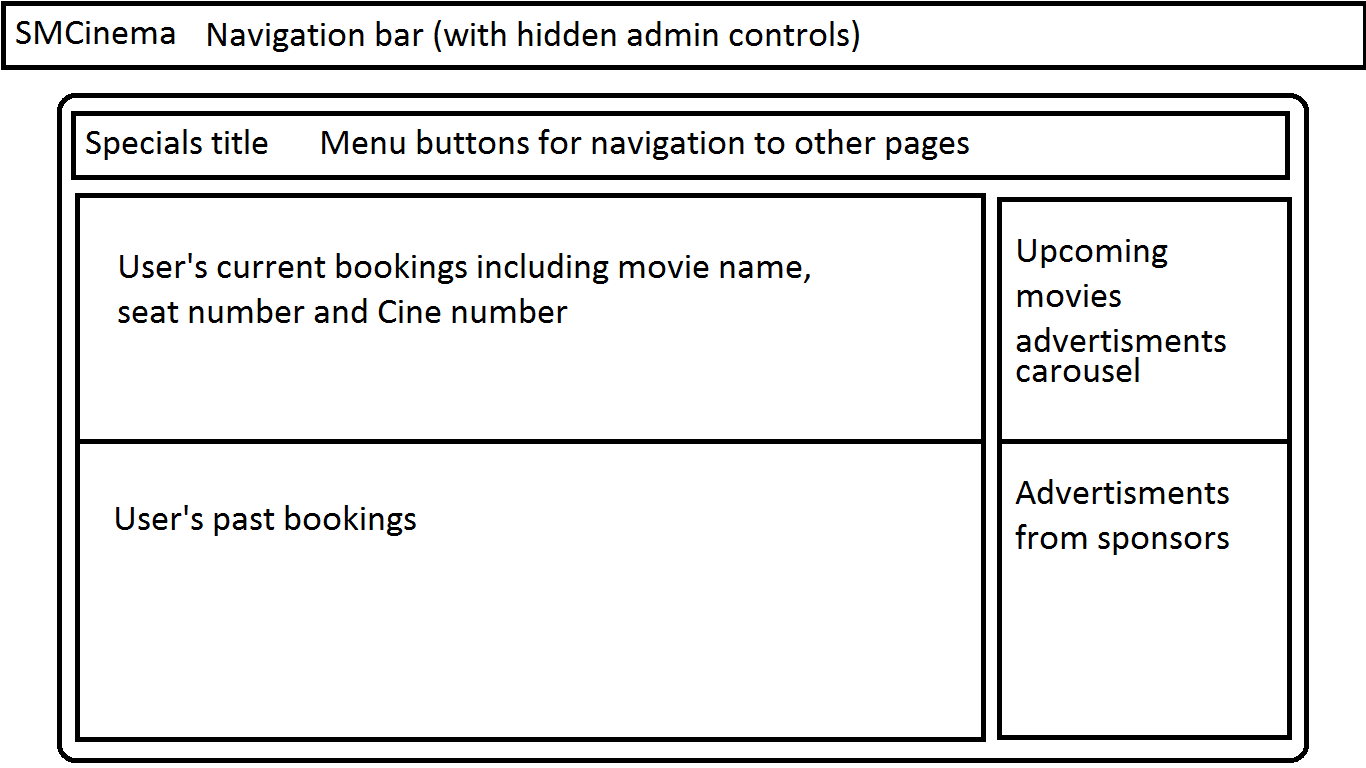 SMCinema Navigation bar (with hidden admin controls)
Specials title Menu buttons for navigation to other pages
User's current bookings including movie name,
seat number and Cine number
Upcoming
movies
advertisments
carousel
User's past bookings
Advertisments
from sponsors